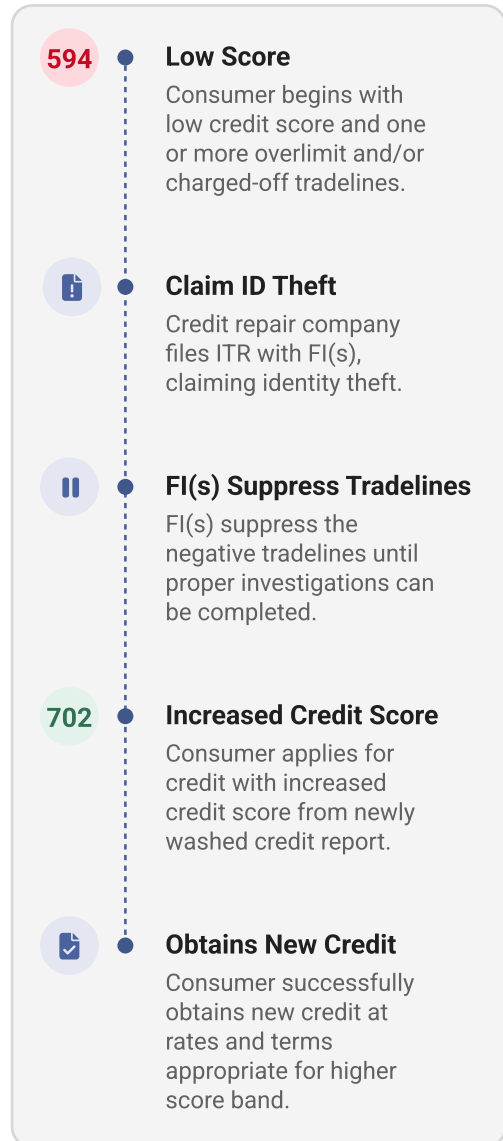 594
Low Score
Consumer begins with
low credit score and one
or more overlimit and/or
charged-off tradelines.
Claim ID Theft
Credit repair company
files ITR with FI(s),
claiming identity theft.
FI(s) Suppress Tradelines
FI(s) suppress the
negative tradelines until
proper investigations can
be completed.
702
Increased Credit Score
Consumer applies for
credit with increased
credit score from newly
washed credit report.
Obtains New Credit
Consumer successfully
obtains new credit at
rates and terms
appropriate for higher
score band.